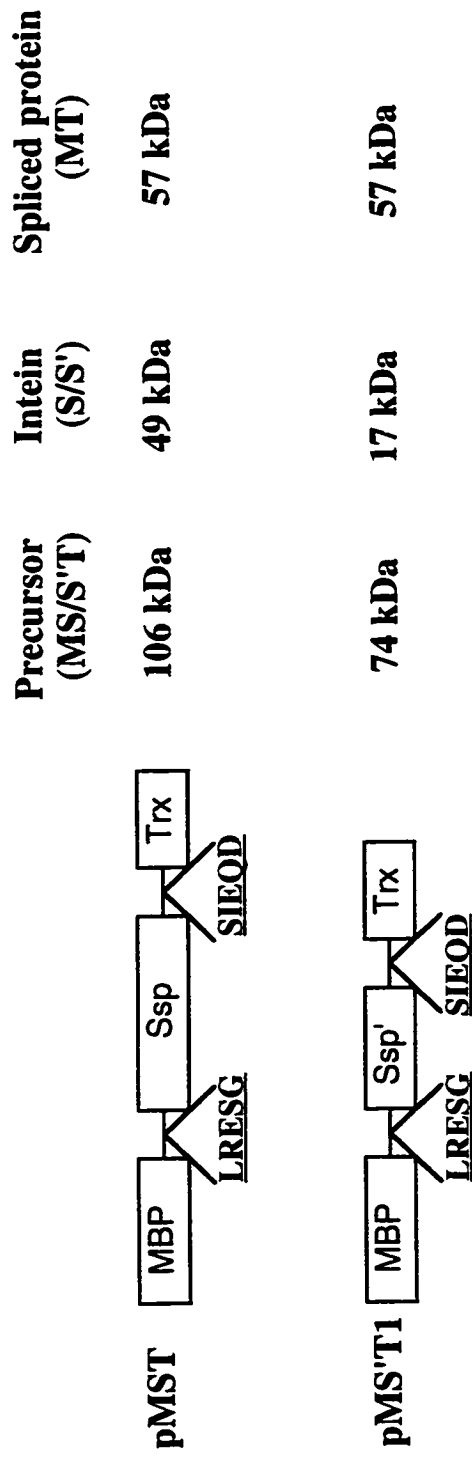 Precursor (MS/S'T) Intein (S/S') Spliced protein (MT)
pMST MBP Ssp Trx 106 kDa 49 kDa 57 kDa
LRESG SIEQD
pMS'T1 MBP Ssp' Trx 74 kDa 17 kDa 57 kDa
LRESG SIEQD